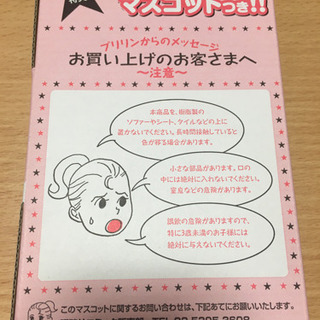 マスコットつき!!
プリリンからのメッセージ
お買い上げのお客さまへ
〜注意〜
本商品を、樹脂製の
ソファーやシート、タイルなどの上に
置かないでください。長時間接触していると
色が移る場合があります。
小さな部品があります。口の
中には絶対に入れないでください。
窒息などの危険があります。
誤飲の危険がありますので、
特に3歳未満のお子様には
絶対に与えないでください。
このマスコットに関するお問い合わせは、下記あてにお願いいたします。